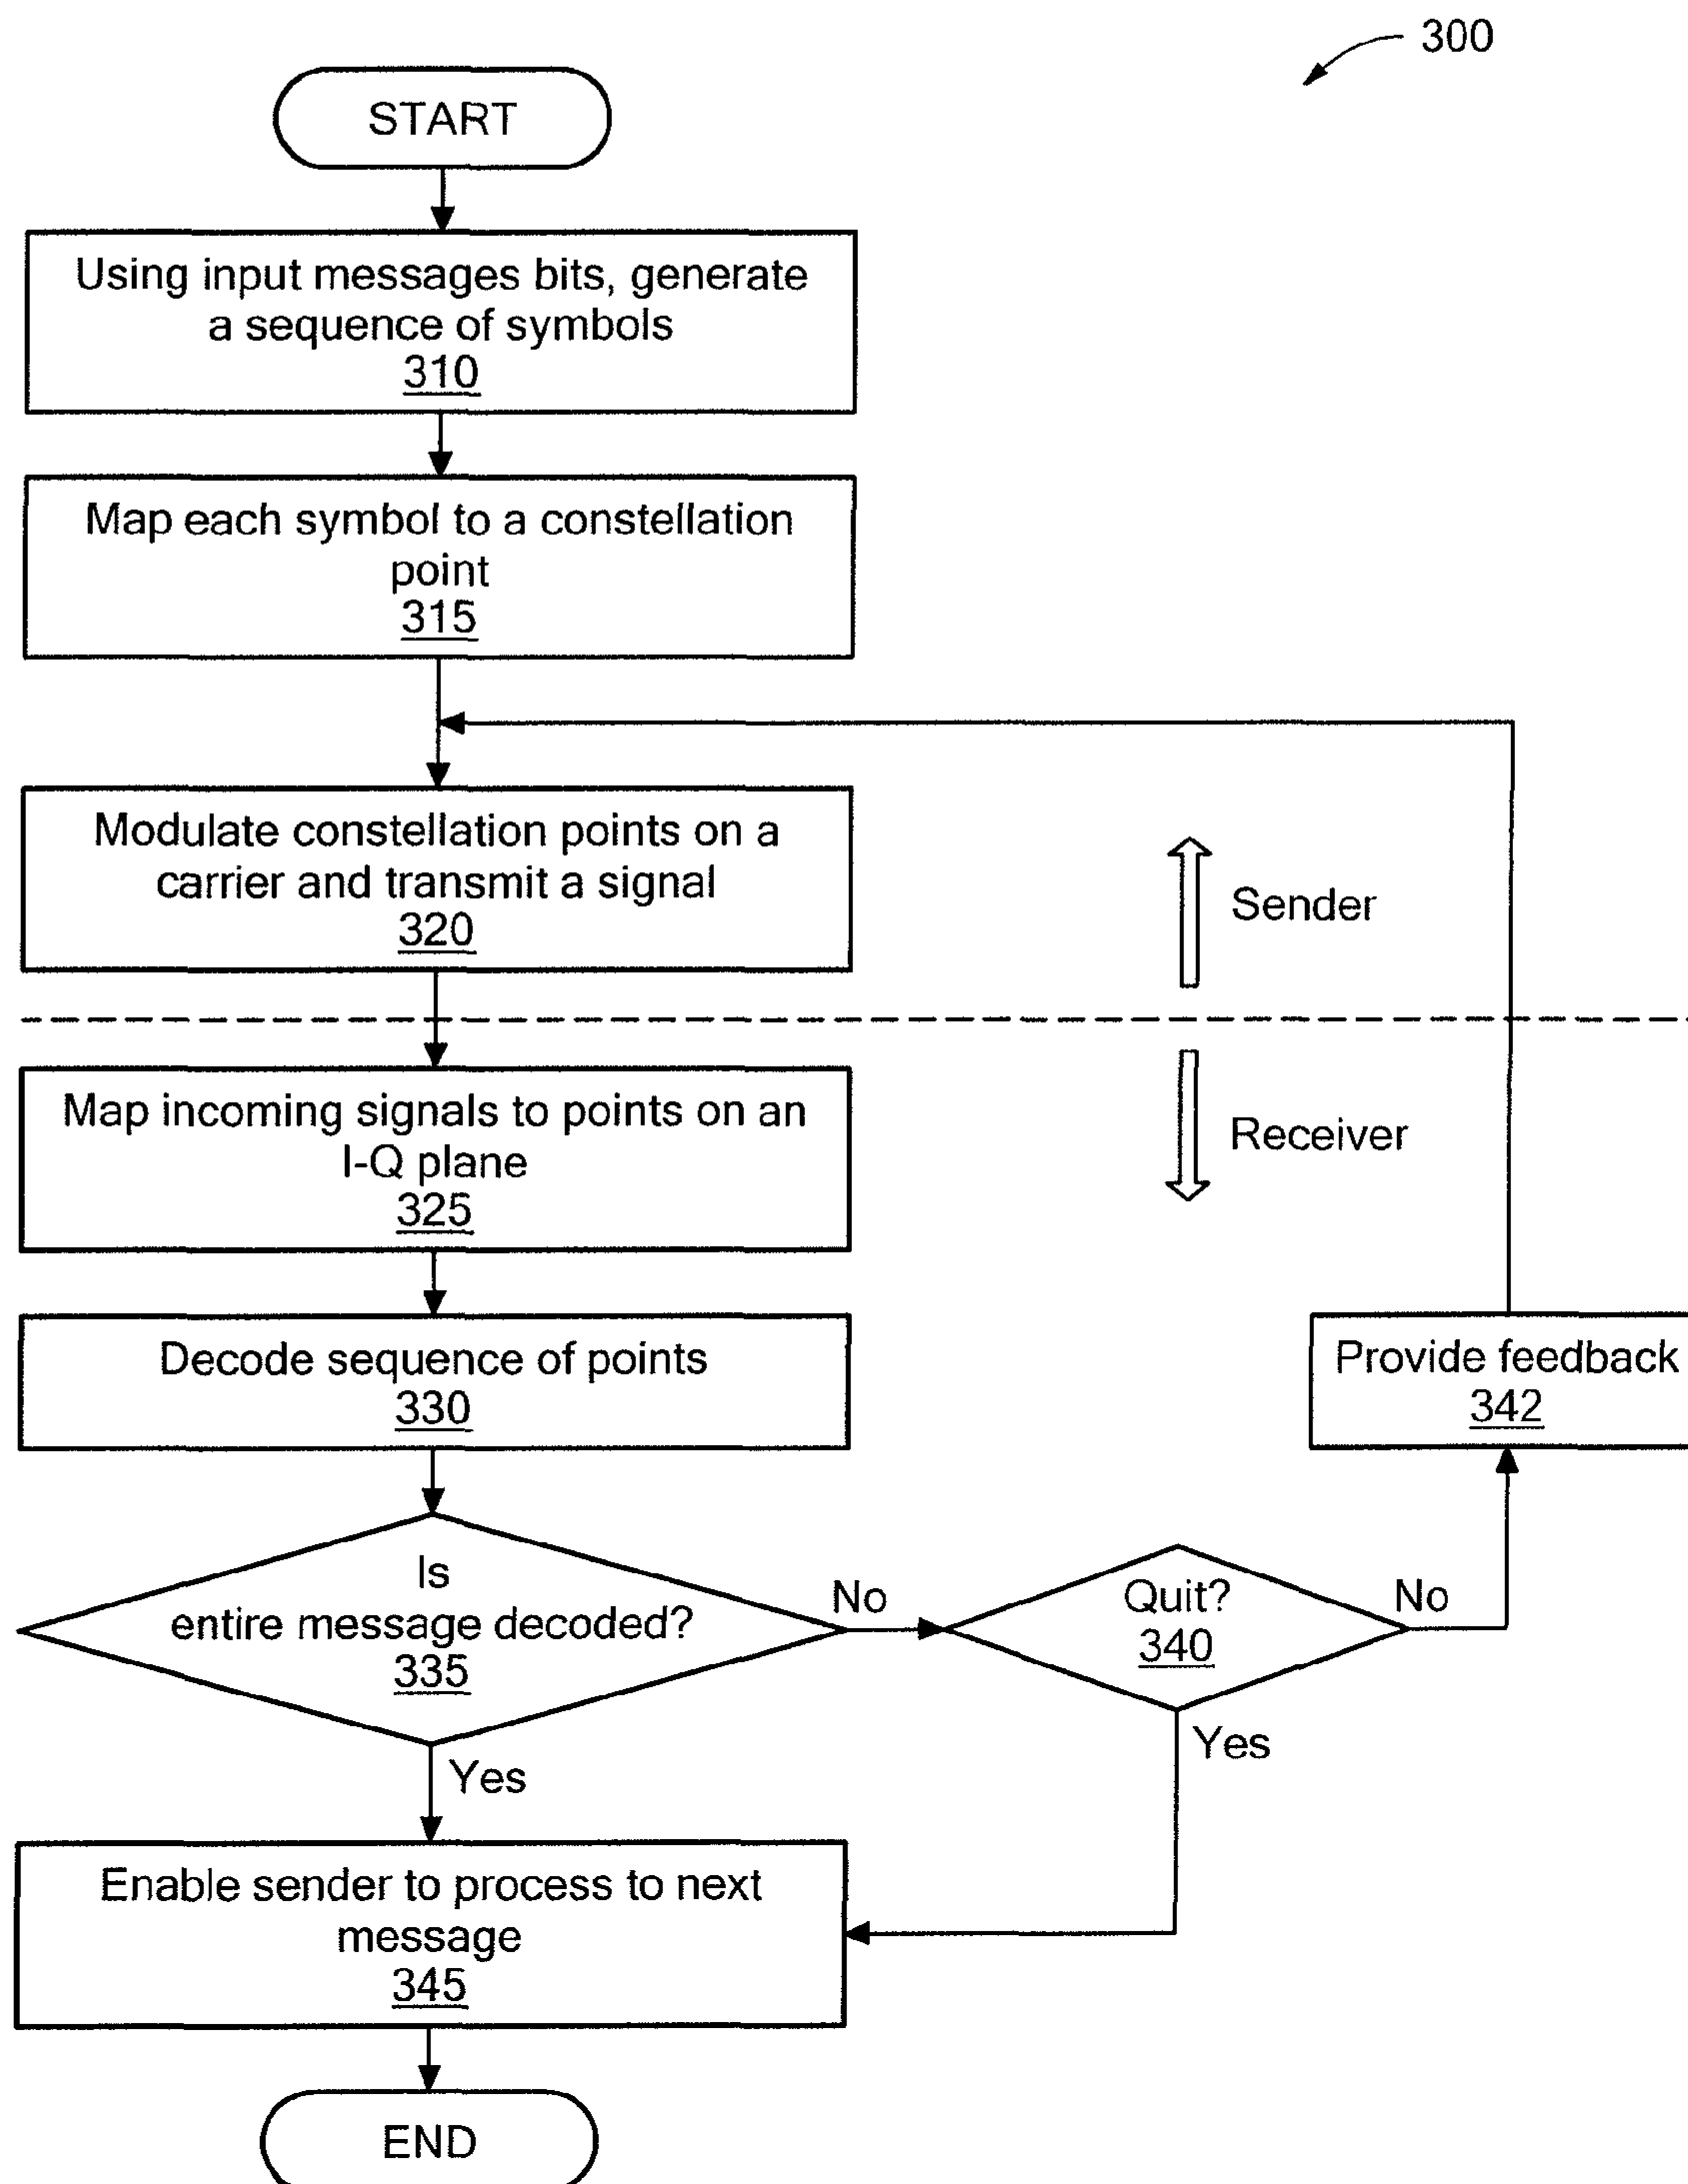 300
START
Using input messages bits, generate
a sequence of symbols
310
Map each symbol to a constellation
point
315
Modulate constellation points on a
carrier and transmit a signal
320
Sender
Map incoming signals to points on an
I-Q plane
325
Receiver
Decode sequence of points
330
Provide feedback
342
Is
entire message decoded?
335
No
Quit?
340
No
Yes
Yes
Enable sender to process to next
message
345
END